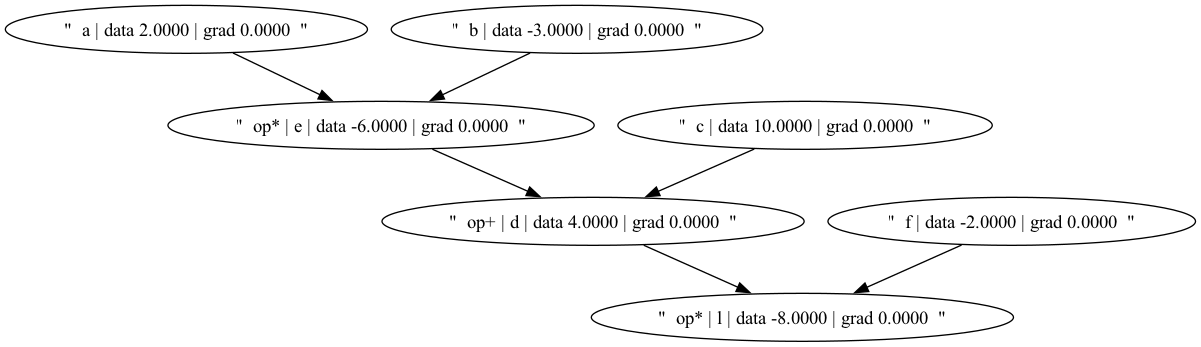 " a | data 2.0000 | grad 0.0000 "
" b | data -3.0000 | grad 0.0000 "
" op* | e | data -6.0000 | grad 0.0000 "
" c | data 10.0000 | grad 0.0000 "
" op+ | d | data 4.0000 | grad 0.0000 "
" f | data -2.0000 | grad 0.0000 "
" op* | l | data -8.0000 | grad 0.0000 "